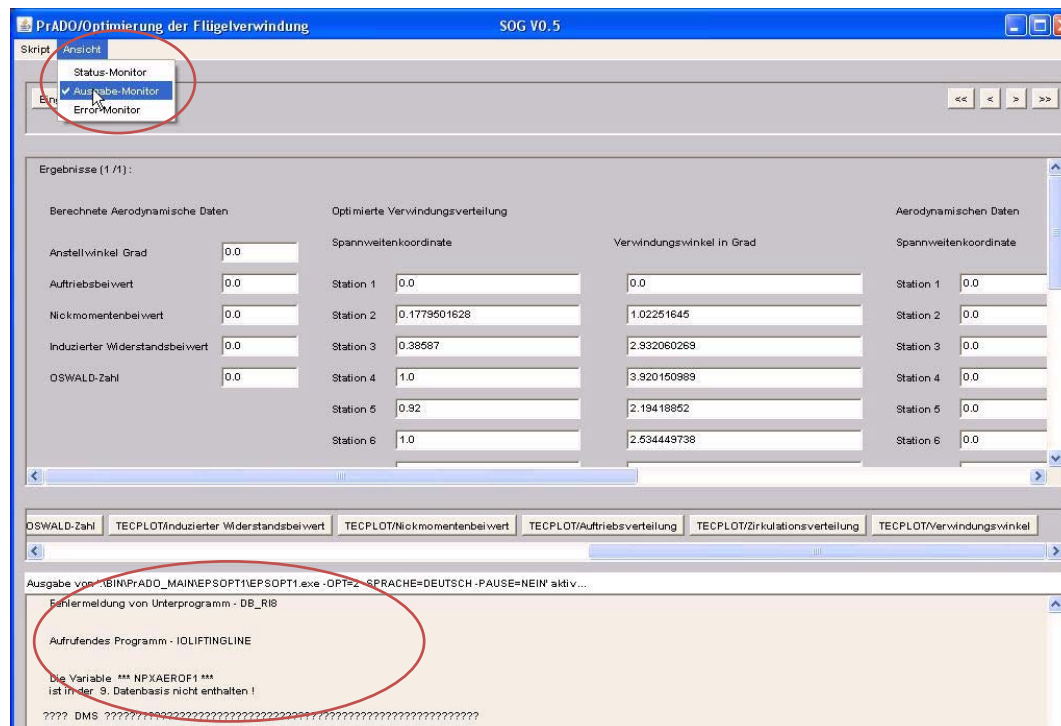 PrADO/Optimierung der Flügelverwindung SOG V0.5
Skript Ansicht
Status-Monitor
Ausgabe-Monitor
Error-Monitor
<< < > >>
Ergebnisse (1 /1) :
Berechnete Aerodynamische Daten Optimierte Verwindungsverteilung Aerodynamischen Daten
Spannweitenkoordinate Verwindungswinkel in Grad Spannweitenkoordinate
Anstellwinkel Grad 0.0
Auftriebsbeiwert 0.0 Station 1 0.0 0.0 Station 1 0.0
Nickmomentenbeiwert 0.0 Station 2 0.1779501628 1.02251645 Station 2 0.0
Induzierter Widerstandsbeiwert 0.0 Station 3 0.38587 2.932060269 Station 3 0.0
OSWALD-Zahl 0.0 Station 4 1.0 3.920150989 Station 4 0.0
Station 5 0.92 2.19418852 Station 5 0.0
Station 6 1.0 2.534449738 Station 6 0.0
OSWALD-Zahl TECPLOT/Induzierter Widerstandsbeiwert TECPLOT/Nickmomentenbeiwert TECPLOT/Auftriebsverteilung TECPLOT/Zirkulationsverteilung TECPLOT/Verwindungswinkel
Ausgabe von '.\BIN\PrADO_MAIN\EPSOPT1\EPSOPT1.exe -OPT=2 -SPRACHE=DEUTSCH -PAUSE=NEIN' aktiv...
Fehlermeldung von Unterprogramm - DB_RI8
Aufrufendes Programm - IOLIFTINGLINE
Die Variable *** NPXAEROF1 ***
ist in der 9. Datenbasis nicht enthalten !
???? DMS ????????????????????????????????????????????????????????????